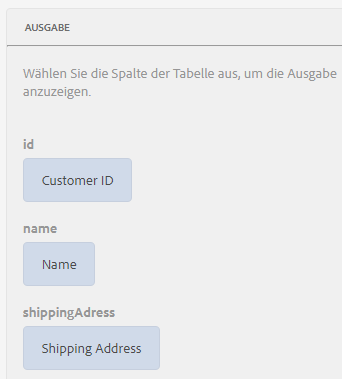 AUSGABE
Wählen Sie die Spalte der Tabelle aus, um die Ausgabe
anzuzeigen.
id
Customer ID
name
Name
shippingAdress
Shipping Address